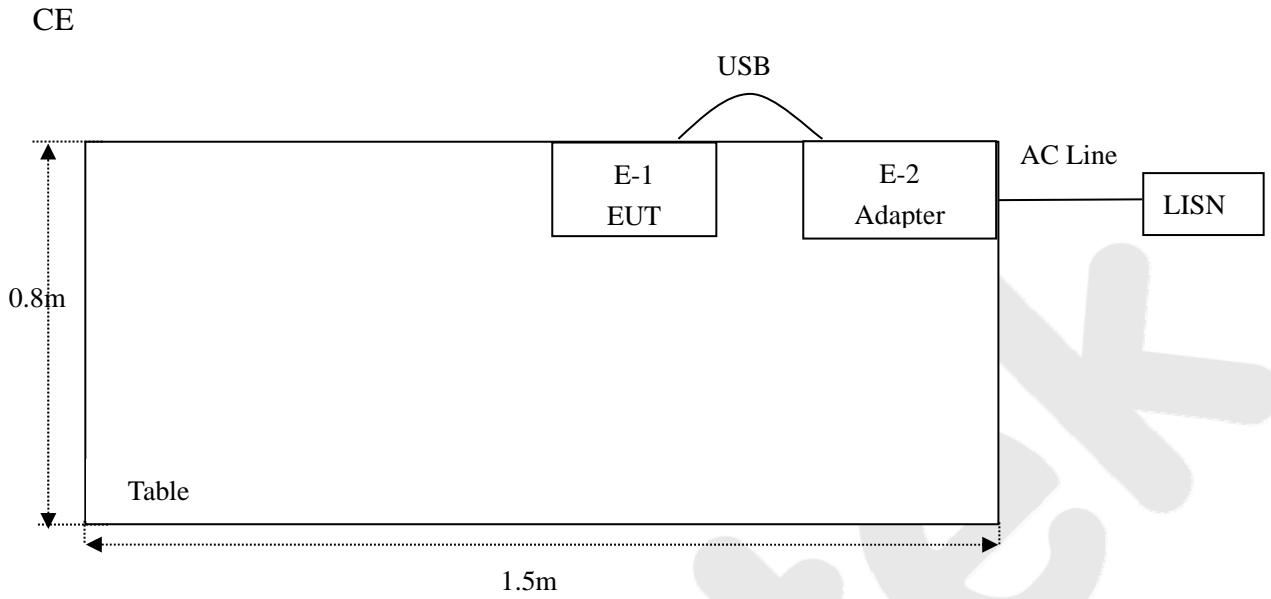 CE
USB
AC Line
E-1
EUT
E-2
Adapter
LISN
0.8m
Table
1.5m